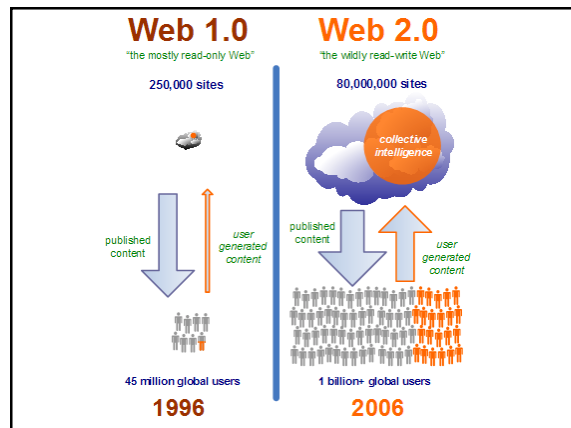 Web 1.0
"the mostly read-only Web"
250,000 sites
published
content
user
generated
content
45 million global users
1996
Web 2.0
"the wildly read-write Web"
80,000,000 sites
collective
intelligence
published
content
user
generated
content
1 billion+ global users
2006